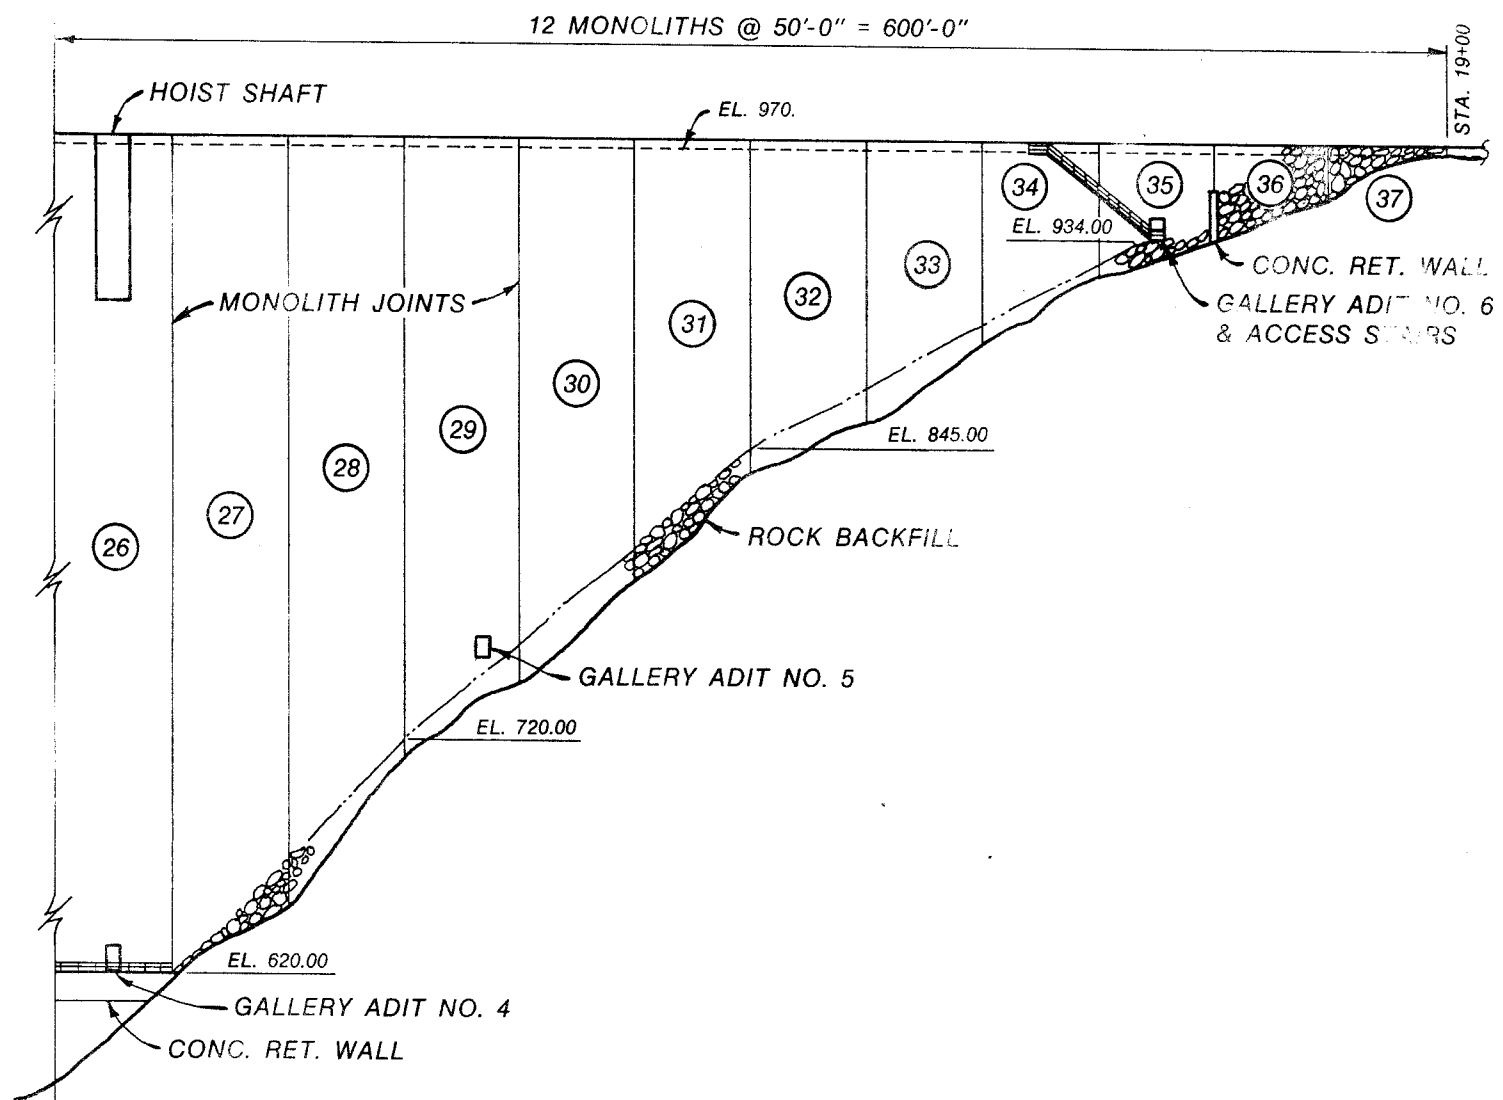 12 MONOLITHS @ 50'-0" = 600'-0"
STA. 19+00
HOIST SHAFT
EL. 970.
34
35
36
37
EL. 934.00
CONC. RET. WALL
GALLERY ADIT NO. 6
& ACCESS STAIRS
33
32
31
MONOLITH JOINTS
30
29
EL. 845.00
28
27
26
ROCK BACKFILL
GALLERY ADIT NO. 5
EL. 720.00
EL. 620.00
GALLERY ADIT NO. 4
CONC. RET. WALL